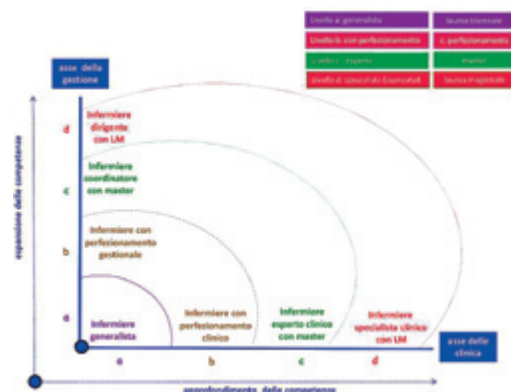 Livello a: generalista
laurea triennale
Livello b: con perfezionamento
c. perfezionamento
esperto
master
laurea magistrale
asse della
gestione
espansione delle competenze
d
Infermiere
dirigente
con LM
c
Infermiere
coordinatore
con master
b
Infermiere con
perfezionamento
gestionale
a
Infermiere
generalista
Infermiere con
perfezionamento
clinico
Infermiere
esperto clinico
con master
Infermiere
specialista clinico
con LM
asse delle
clinica
a
b
c
d
approfondimento delle competenze